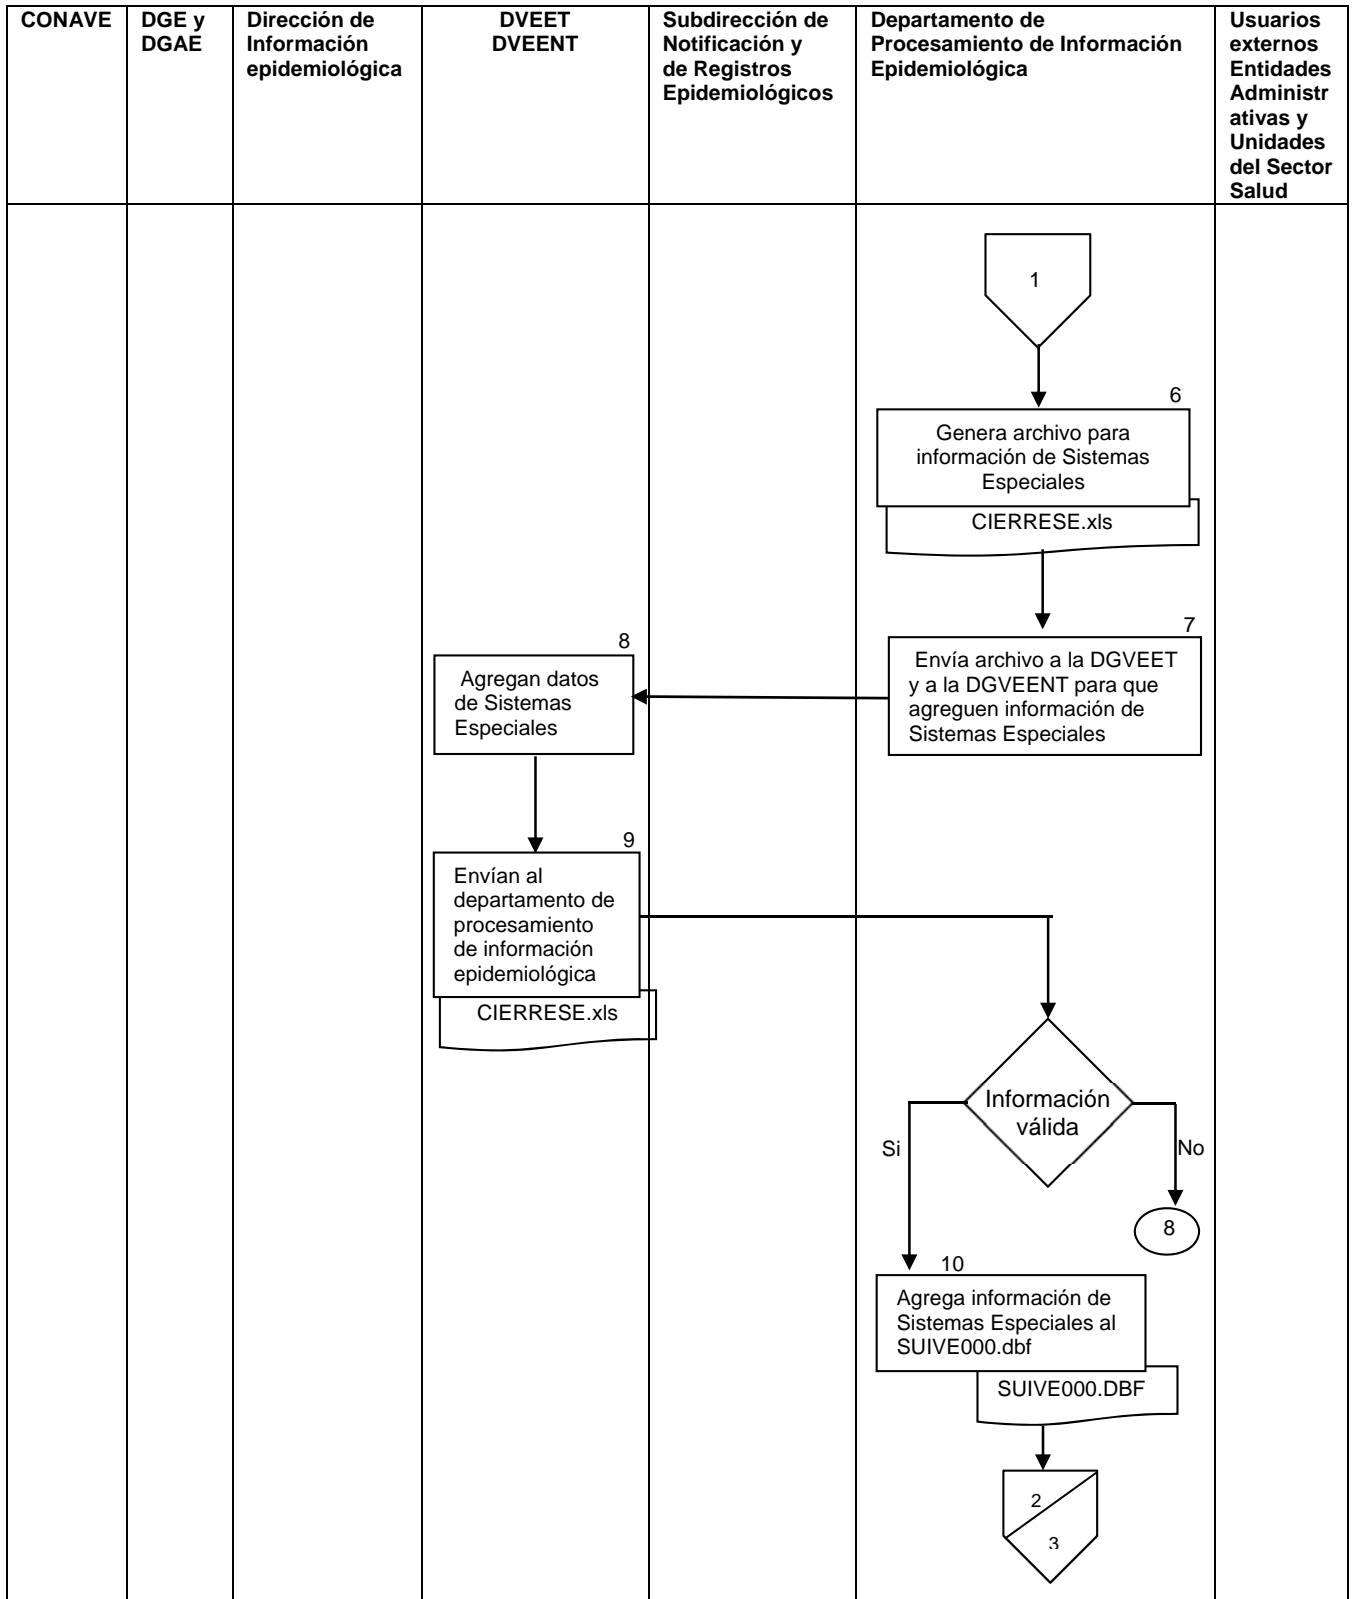 CONAVE
DGE y
DGAE
Dirección de
Información
epidemiológica
DVEET
DVEENT
Subdirección de
Notificación y
de Registros
Epidemiológicos
Departamento de
Procesamiento de Información
Epidemiológica
Usuarios
externos
Entidades
Administr
ativas y
Unidades
del Sector
Salud
1
6
Genera archivo para
información de Sistemas
Especiales
CIERRESE.xls
7
Envía archivo a la DGVEET
y a la DGVEENT para que
agreguen información de
Sistemas Especiales
8
Agregan datos
de Sistemas
Especiales
9
Envían al
departamento de
procesamiento
de información
epidemiológica
CIERRESE.xls
Información
válida
Si
No
8
10
Agrega información de
Sistemas Especiales al
SUIVE000.dbf
SUIVE000.DBF
2
3